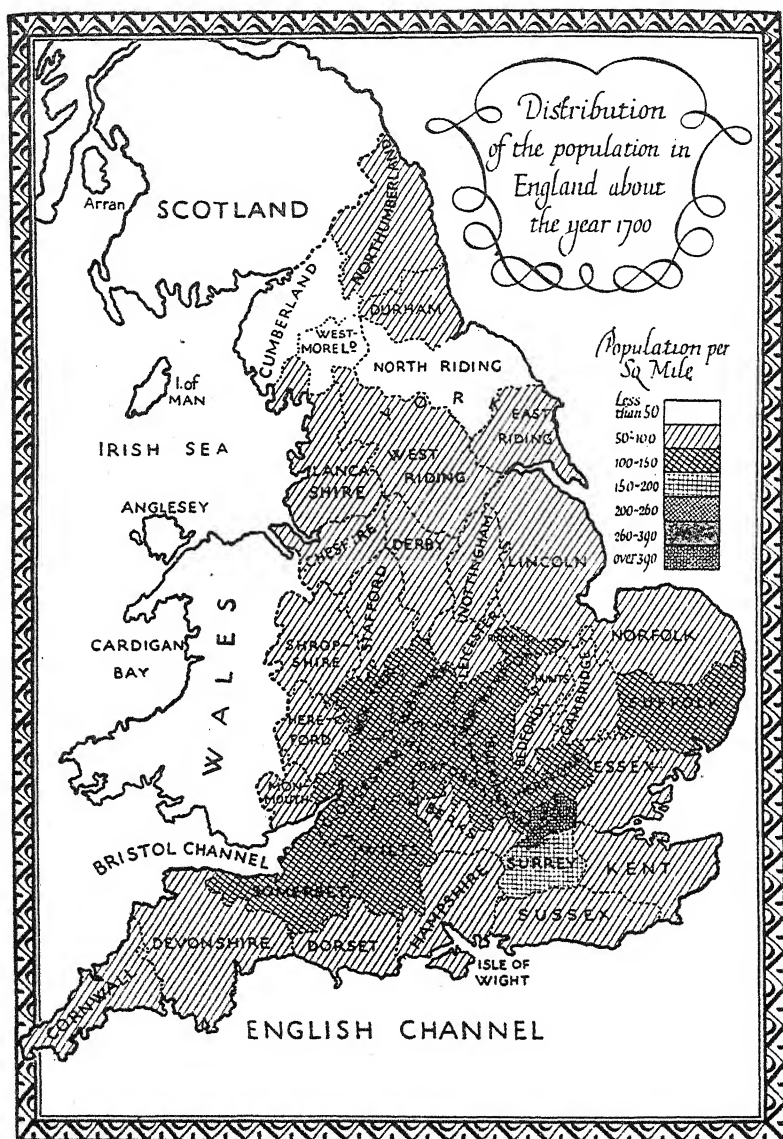 Distribution
of the population in
England about
the year 1700
Population per
Sq Mile
Less
than 50
50-100
100-150
150-200
200-260
260-390
over 390
Arran
SCOTLAND
NORTHUMBERLAND
CUMBERLAND
DURHAM
WEST-
MORELD
NORTH RIDING
Y O R K
I. of
MAN
EAST
RIDING
IRISH SEA
WEST
RIDING
LANCA-
SHIRE
ANGLESEY
CHESHIRE
DERBY
NOTTINGHAM
LINCOLN
STAFFORD
WALES
CARDIGAN
BAY
SHROP-
SHIRE
LEICESTER
NORFOLK
HUNTS
CAMBRIDGE
SUFFOLK
HERE-
FORD
BEDFORD
ESSEX
MON-
MOUTH
BERKS
BRISTOL CHANNEL
WILTS
SURREY
KENT
SOMERSET
HAMPSHIRE
SUSSEX
DEVONSHIRE
DORSET
ISLE OF
WIGHT
CORNWALL
ENGLISH CHANNEL